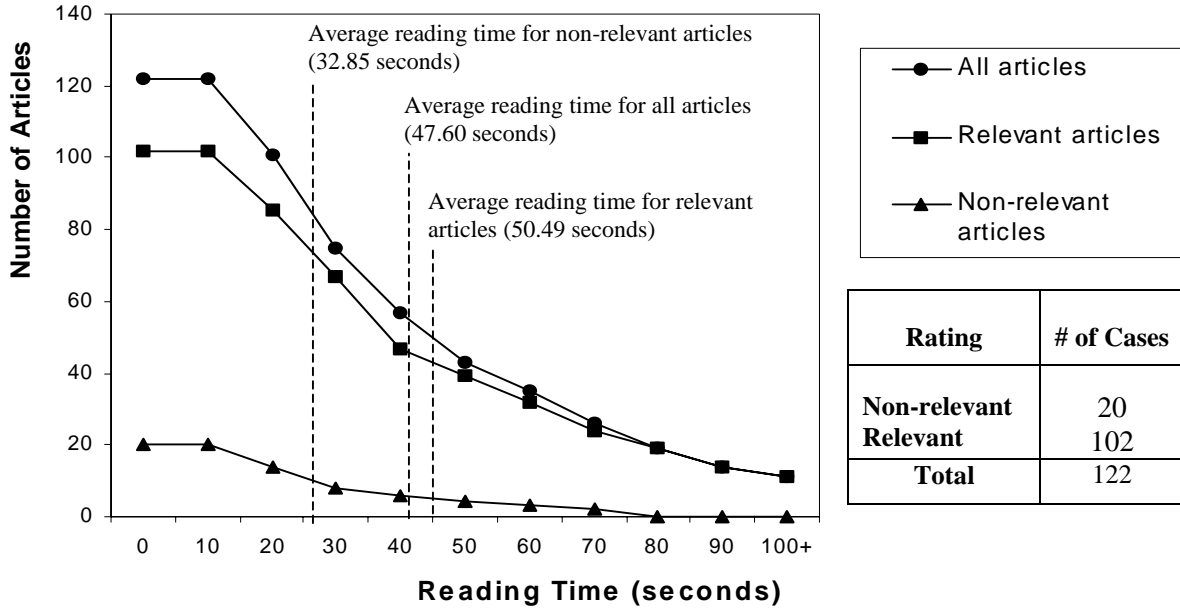 140
120
100
80
60
40
20
0
Number of Articles
Average reading time for non-relevant articles
(32.85 seconds)
Average reading time for all articles
(47.60 seconds)
Average reading time for relevant
articles (50.49 seconds)
0 10 20 30 40 50 60 70 80 90 100+
Reading Time (seconds)
All articles
Relevant articles
Non-relevant
articles
Rating # of Cases
Non-relevant 20
Relevant 102
Total 122